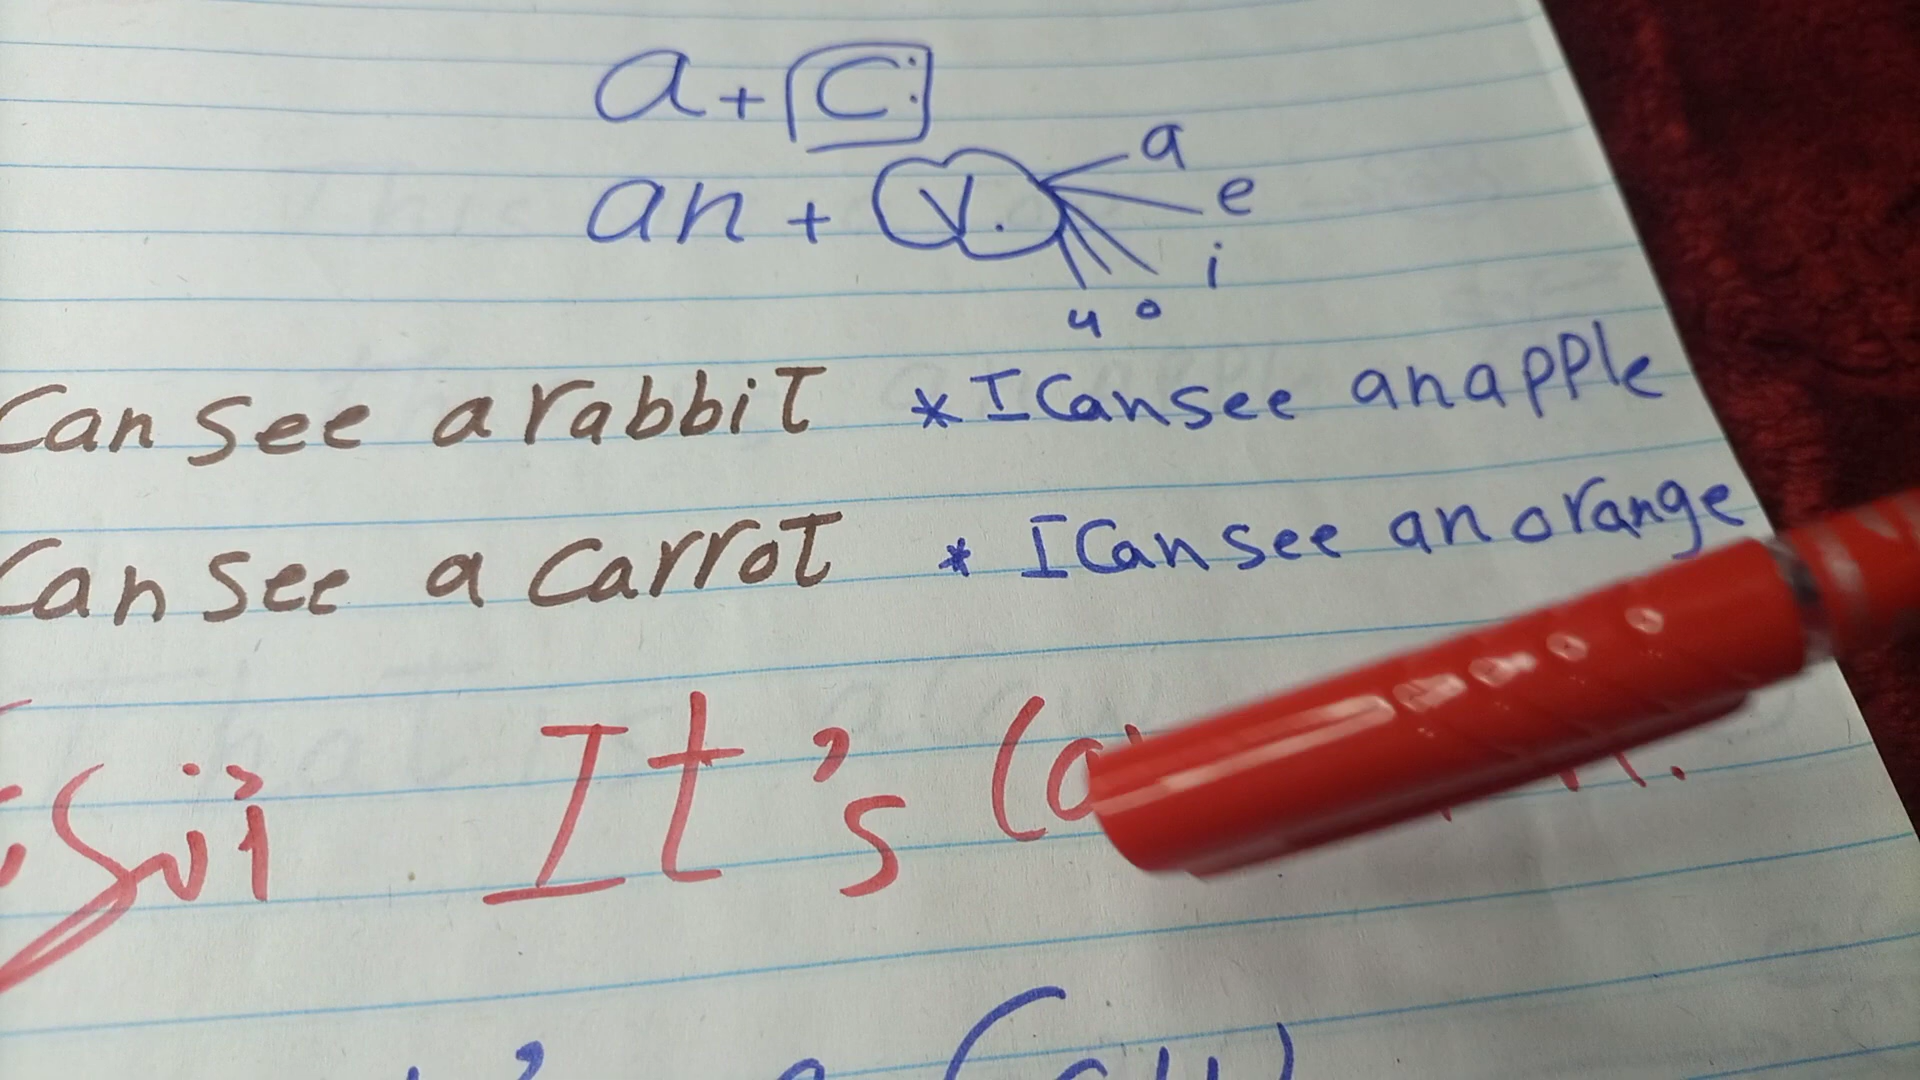 a + C.
an + V. a
e
i
u o
Can see a rabbit * I Can see an apple
Can see a Carrot * I Can see an orange
It's (a